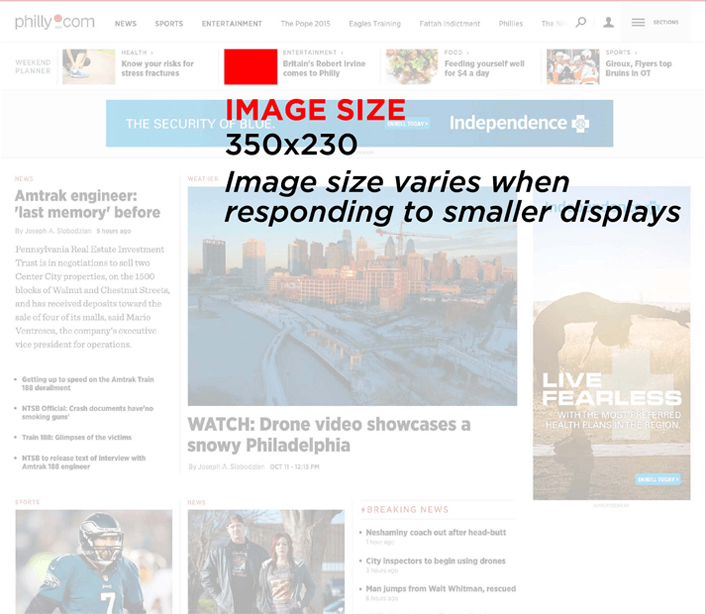 philly.com NEWS SPORTS ENTERTAINMENT The Pope 2015 Eagles Training Fattah Indictment Phillies The SECTIONS
WEEKEND
PLANNER
HEALTH ›
Know your risks for
stress fractures
ENTERTAINMENT ›
Britain's Robert Irvine
comes to Philly
FOOD ›
Feeding yourself well
for $4 a day
SPORTS ›
Giroux, Flyers top
Bruins in OT
IMAGE SIZE
350x230
Image size varies when
responding to smaller displays
THE SECURITY OF BLUE.
ENROLL TODAY >
Independence
NEWS
Amtrak engineer:
'last memory' before
By Joseph A. Slobodzian 5 hours ago
Pennsylvania Real Estate Investment
Trust is in negotiations to sell two
Center City properties, on the 1500
blocks of Walnut and Chestnut Streets,
and has received deposits toward the
sale of four of its malls, said Mario
Ventresca, the company's executive
vice president for operations.
• Getting up to speed on the Amtrak Train
188 derailment
• NTSB Official: Crash documents have'no
smoking guns'
• Train 188: Glimpses of the victims
• NTSB to release text of interview with
Amtrak 188 engineer
WEATHER
WATCH: Drone video showcases a
snowy Philadelphia
By Joseph A. Slobodzian OCT 11 - 12:15 PM
LIVE
FEARLESS
WITH THE MOST PREFERRED
HEALTH PLANS IN THE REGION.
ENROLL TODAY >
ADVERTISEMENT
SPORTS
NEWS
BREAKING NEWS
• Neshaminy coach out after head-butt
1 hour ago
• City inspectors to begin using drones
3 hours ago
• Man jumps from Walt Whitman, rescued
6 hours ago